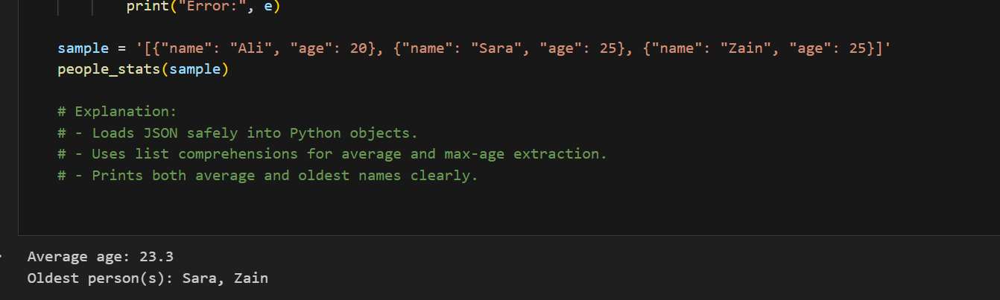 print("Error:", e)
sample = '[{"name": "Ali", "age": 20}, {"name": "Sara", "age": 25}, {"name": "Zain", "age": 25}]'
people_stats(sample)
# Explanation:
# - Loads JSON safely into Python objects.
# - Uses list comprehensions for average and max-age extraction.
# - Prints both average and oldest names clearly.
Average age: 23.3
Oldest person(s): Sara, Zain